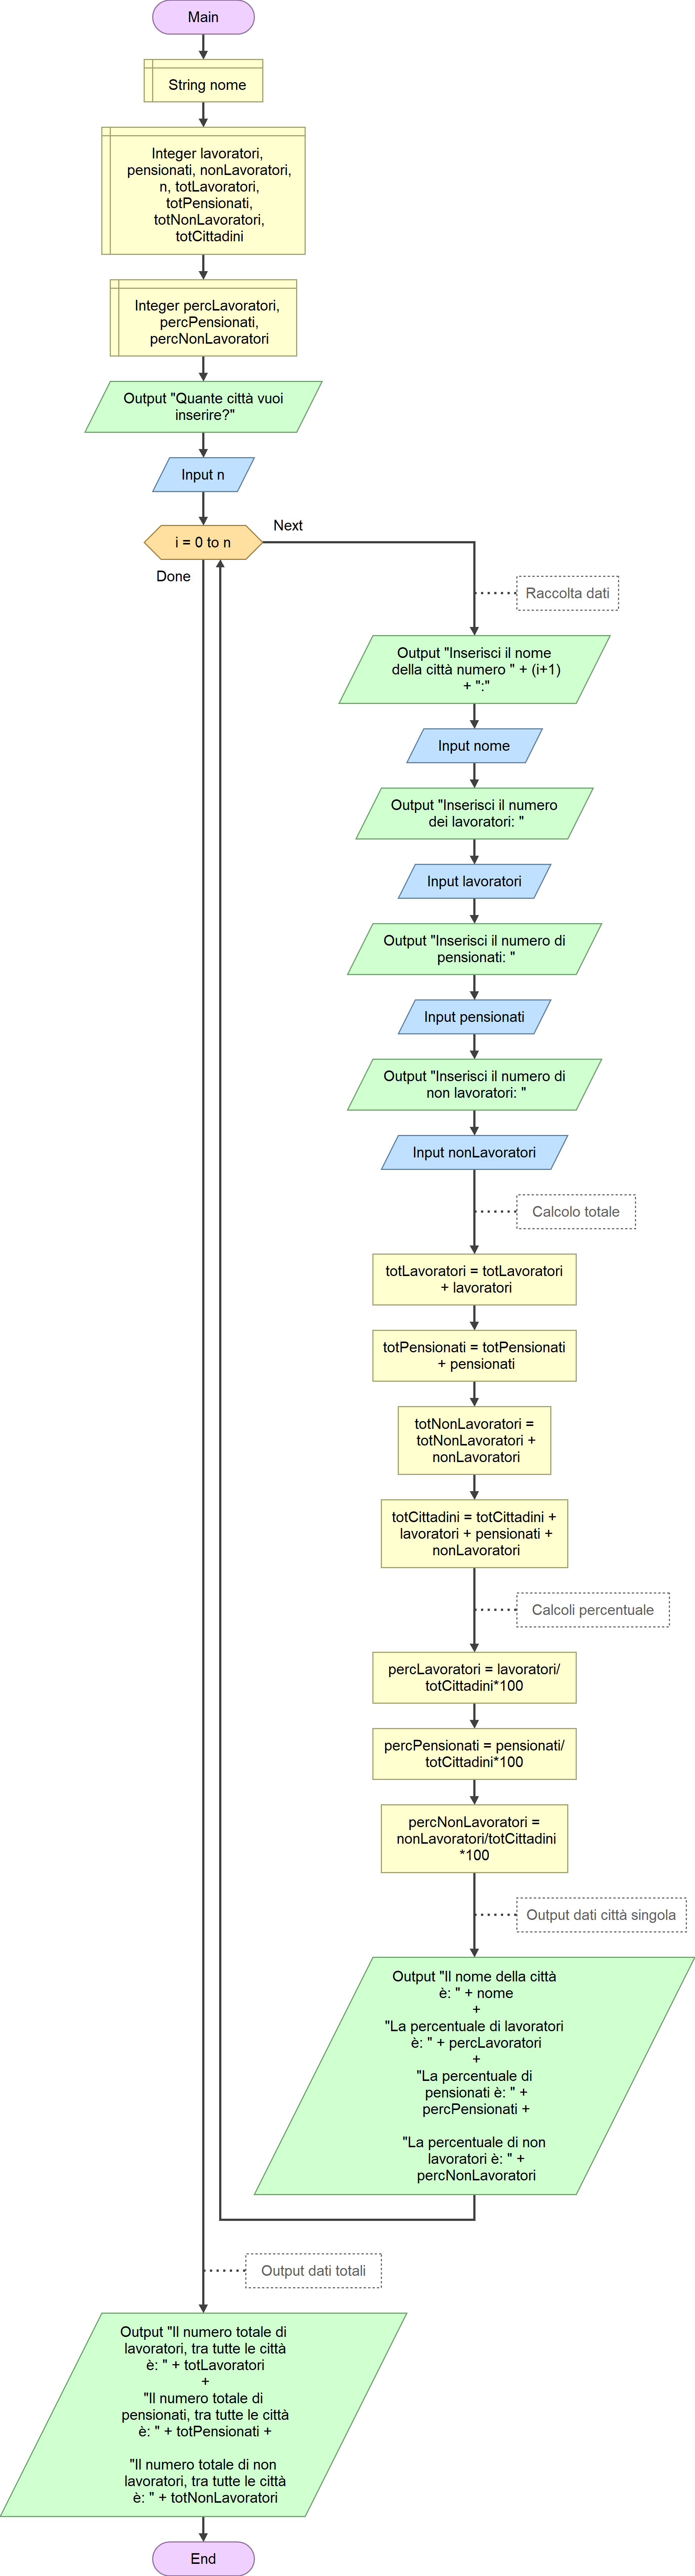 Main
String nome
Integer lavoratori,
pensionati, nonLavoratori,
n, totLavoratori,
totPensionati,
totNonLavoratori,
totCittadini
Integer percLavoratori,
percPensionati,
percNonLavoratori
Output "Quante città vuoi
inserire?"
Input n
i = 0 to n
Next
Done
Raccolta dati
Output "Inserisci il nome
della città numero " + (i+1)
+ ":"
Input nome
Output "Inserisci il numero
dei lavoratori: "
Input lavoratori
Output "Inserisci il numero di
pensionati: "
Input pensionati
Output "Inserisci il numero di
non lavoratori: "
Input nonLavoratori
Calcolo totale
totLavoratori = totLavoratori
+ lavoratori
totPensionati = totPensionati
+ pensionati
totNonLavoratori =
totNonLavoratori +
nonLavoratori
totCittadini = totCittadini +
lavoratori + pensionati +
nonLavoratori
Calcoli percentuale
percLavoratori = lavoratori/
totCittadini*100
percPensionati = pensionati/
totCittadini*100
percNonLavoratori =
nonLavoratori/totCittadini
*100
Output dati città singola
Output "Il nome della città
è: " + nome
+
"La percentuale di lavoratori
è: " + percLavoratori
+
"La percentuale di
pensionati è: " +
percPensionati +
"La percentuale di non
lavoratori è: " +
percNonLavoratori
Output dati totali
Output "Il numero totale di
lavoratori, tra tutte le città
è: " + totLavoratori
+
"Il numero totale di
pensionati, tra tutte le città
è: " + totPensionati +
"Il numero totale di non
lavoratori, tra tutte le città
è: " + totNonLavoratori
End